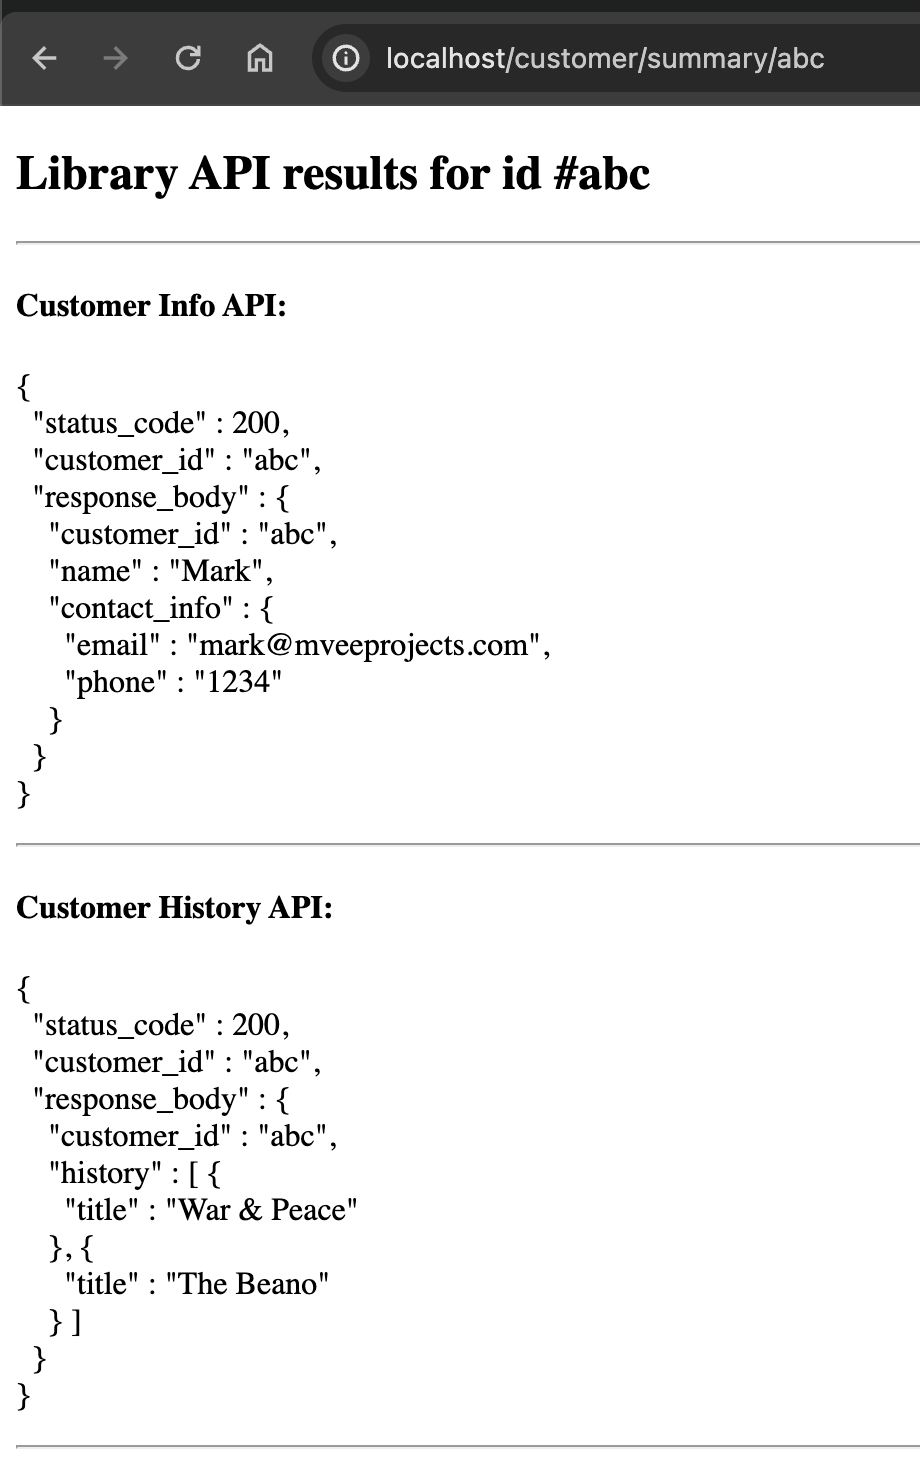 localhost/customer/summary/abc
Library API results for id #abc
Customer Info API:
{
"status_code" : 200,
"customer_id" : "abc",
"response_body" : {
"customer_id" : "abc",
"name" : "Mark",
"contact_info" : {
"email" : "mark@mveeprojects.com",
"phone" : "1234"
}
}
}
Customer History API:
{
"status_code" : 200,
"customer_id" : "abc",
"response_body" : {
"customer_id" : "abc",
"history" : [ {
"title" : "War & Peace"
}, {
"title" : "The Beano"
} ]
}
}